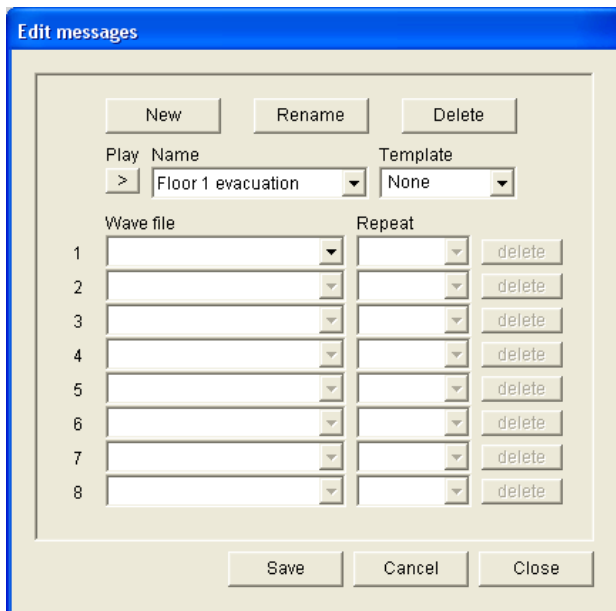 Edit messages
New Rename Delete
Play Name Template
> Floor 1 evacuation None
Wave file Repeat
1 delete
2 delete
3 delete
4 delete
5 delete
6 delete
7 delete
8 delete
Save Cancel Close